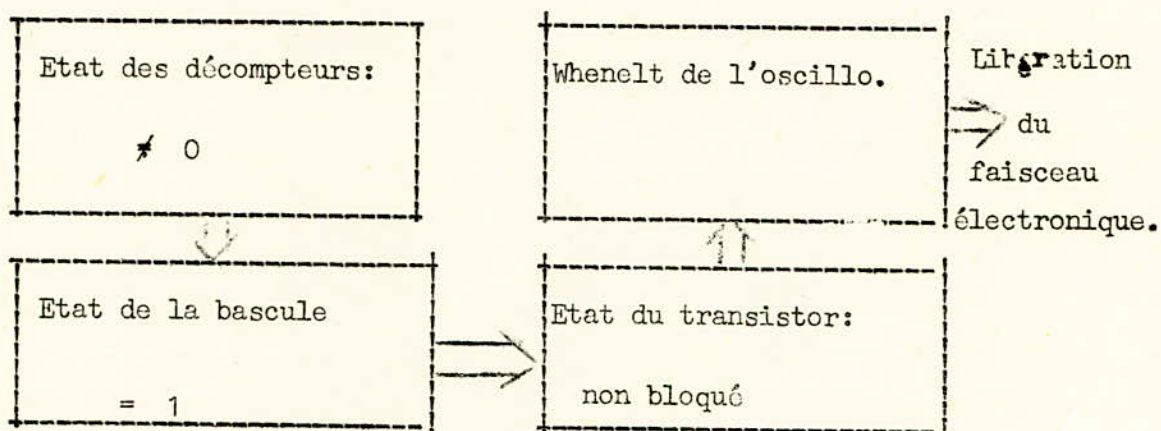 Etat des décompteurs:
≠ 0
Etat de la bascule
= 1
Etat du transistor:
non bloqué
Whenelt de l'oscillo.
Libération
du
faisceau
électronique.